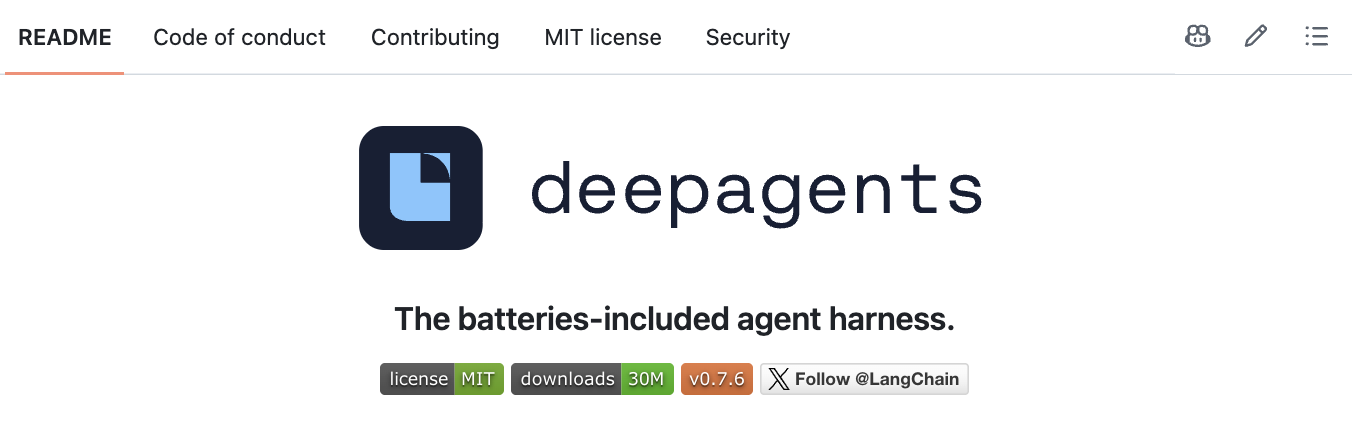 README Code of conduct Contributing MIT license Security
deepagents
The batteries-included agent harness.
license MIT downloads 30M v0.7.6 Follow @LangChain